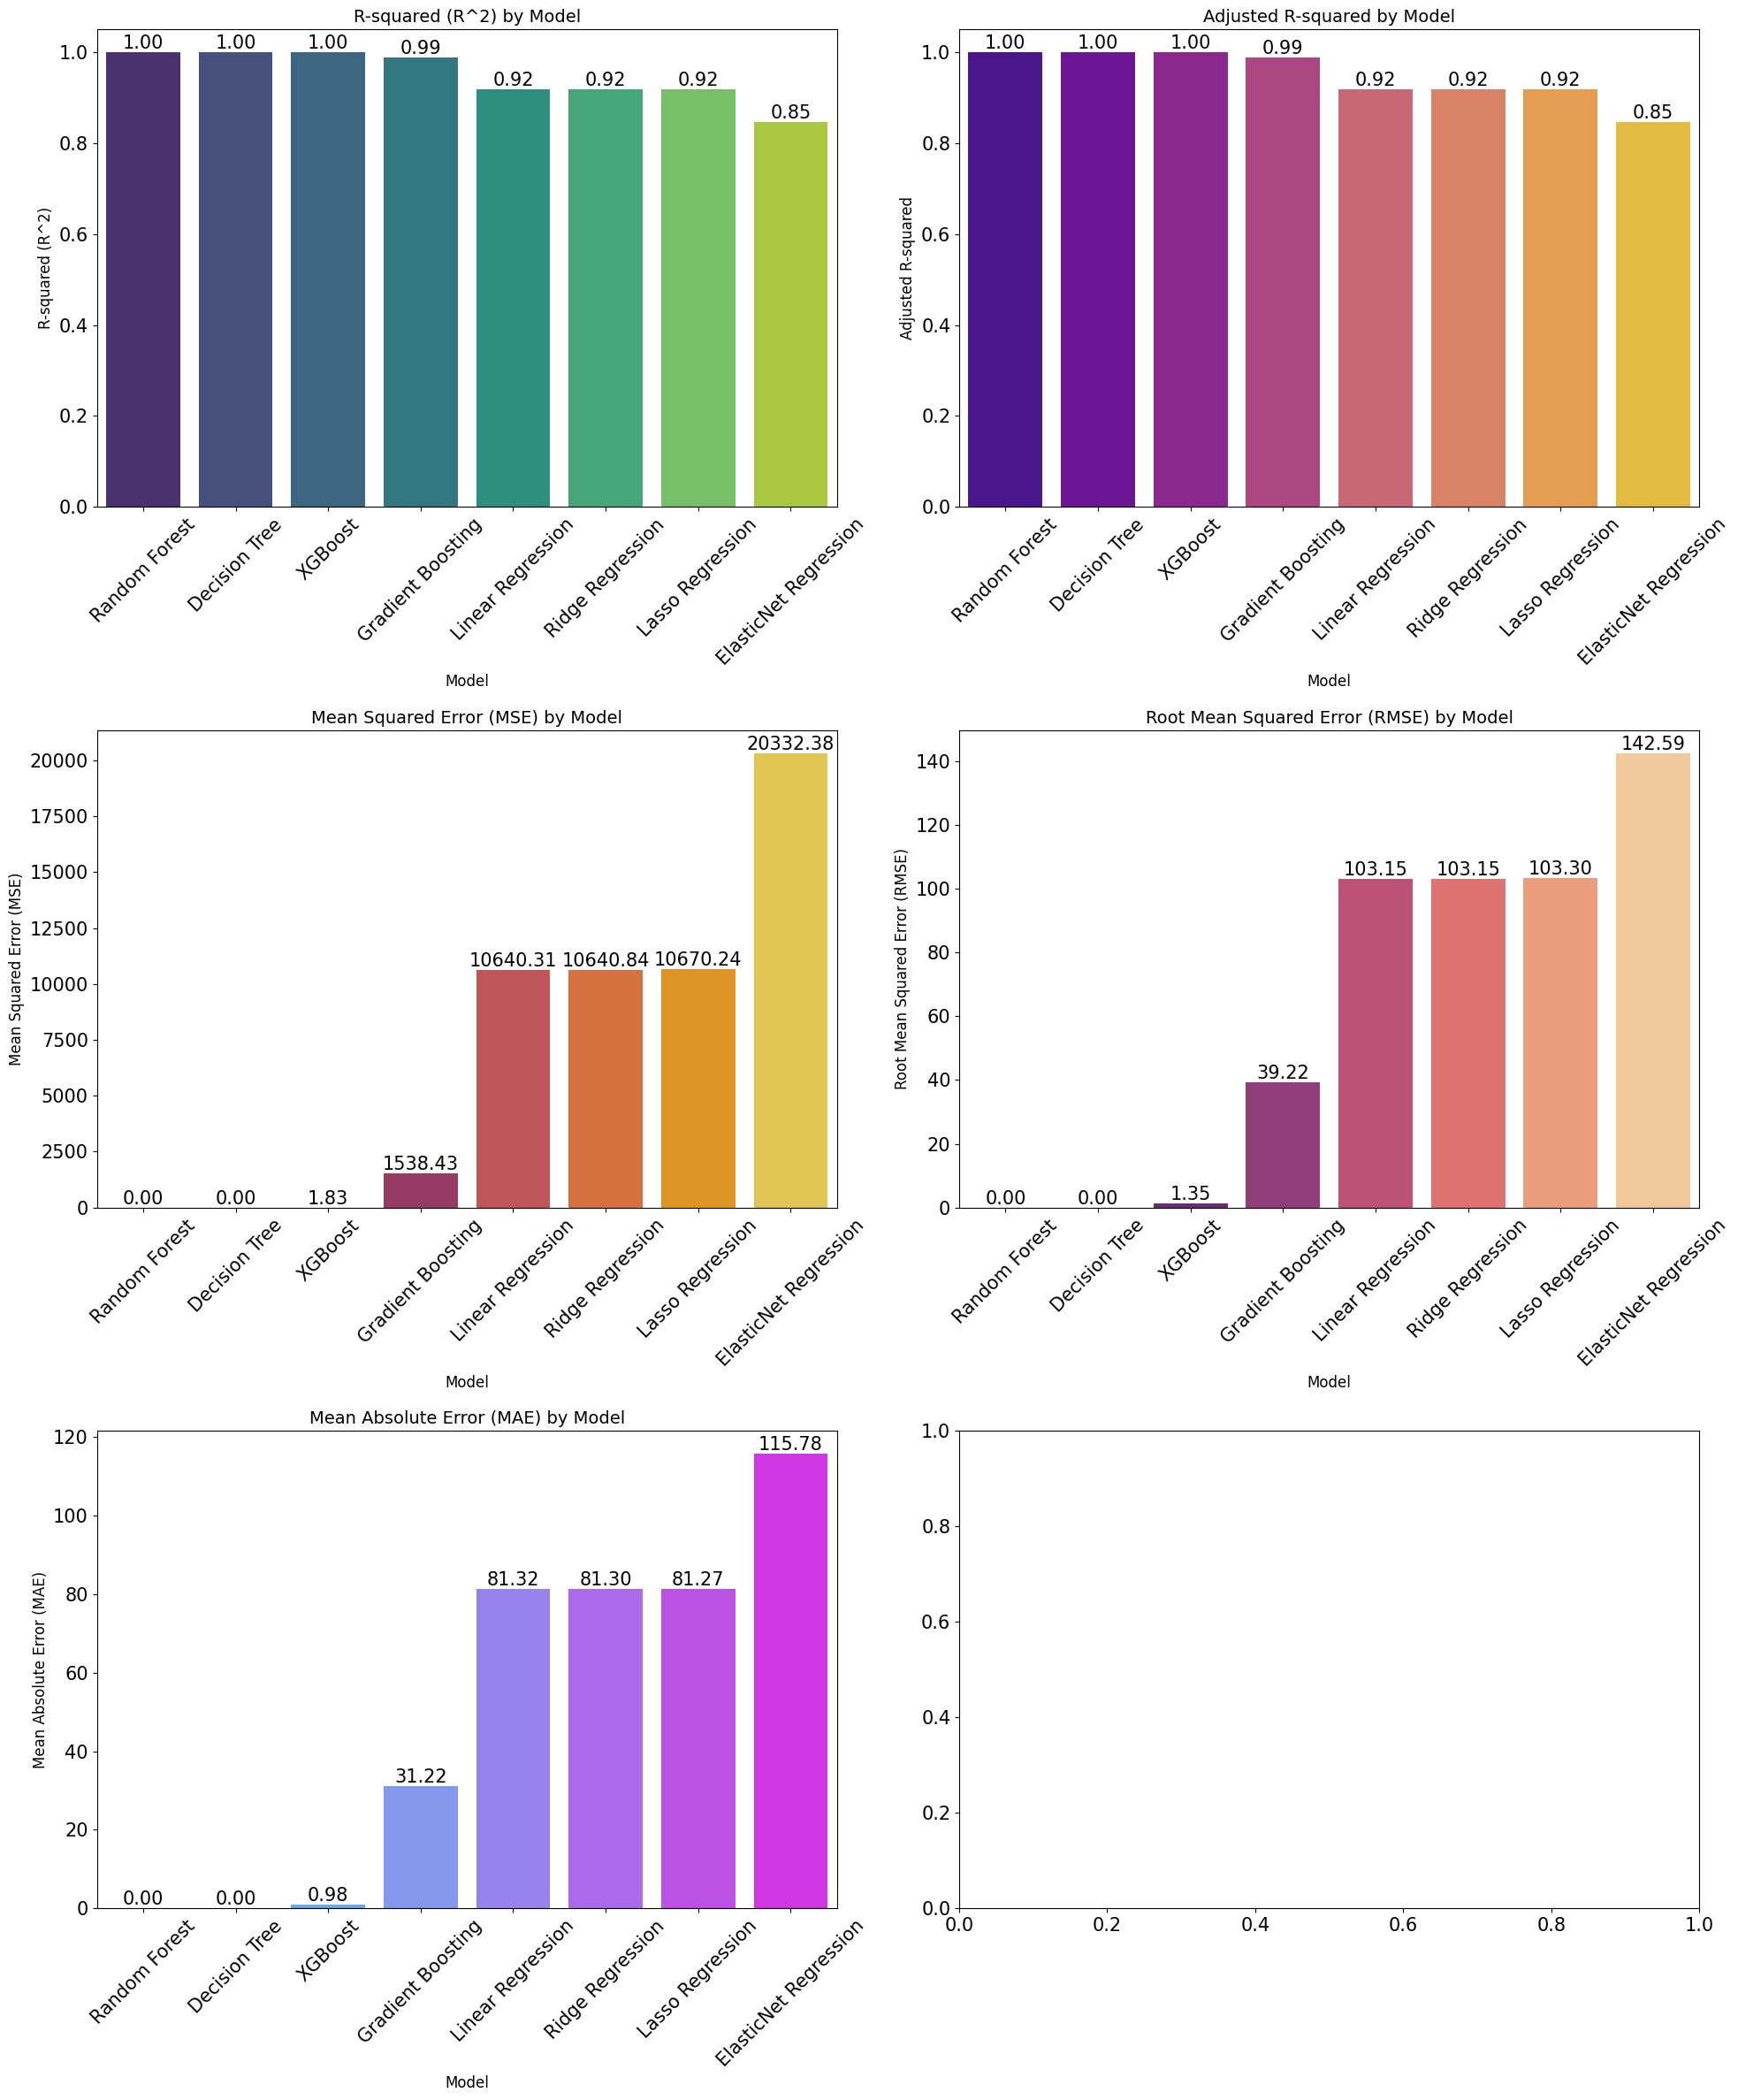 R-squared (R^2) by Model
R-squared (R^2)
1.0
0.8
0.6
0.4
0.2
0.0
1.00 1.00 1.00 0.99 0.92 0.92 0.92 0.85
Random Forest
Decision Tree
XGBoost
Gradient Boosting
Linear Regression
Ridge Regression
Lasso Regression
ElasticNet Regression
Model
Adjusted R-squared by Model
Adjusted R-squared
1.0
0.8
0.6
0.4
0.2
0.0
1.00 1.00 1.00 0.99 0.92 0.92 0.92 0.85
Random Forest
Decision Tree
XGBoost
Gradient Boosting
Linear Regression
Ridge Regression
Lasso Regression
ElasticNet Regression
Model
Mean Squared Error (MSE) by Model
Mean Squared Error (MSE)
20000
17500
15000
12500
10000
7500
5000
2500
0
0.00 0.00 1.83 1538.43 10640.31 10640.84 10670.24 20332.38
Random Forest
Decision Tree
XGBoost
Gradient Boosting
Linear Regression
Ridge Regression
Lasso Regression
ElasticNet Regression
Model
Root Mean Squared Error (RMSE) by Model
Root Mean Squared Error (RMSE)
140
120
100
80
60
40
20
0
0.00 0.00 1.35 39.22 103.15 103.15 103.30 142.59
Random Forest
Decision Tree
XGBoost
Gradient Boosting
Linear Regression
Ridge Regression
Lasso Regression
ElasticNet Regression
Model
Mean Absolute Error (MAE) by Model
Mean Absolute Error (MAE)
120
100
80
60
40
20
0
0.00 0.00 0.98 31.22 81.32 81.30 81.27 115.78
Random Forest
Decision Tree
XGBoost
Gradient Boosting
Linear Regression
Ridge Regression
Lasso Regression
ElasticNet Regression
Model
1.0
0.8
0.6
0.4
0.2
0.0
0.0 0.2 0.4 0.6 0.8 1.0